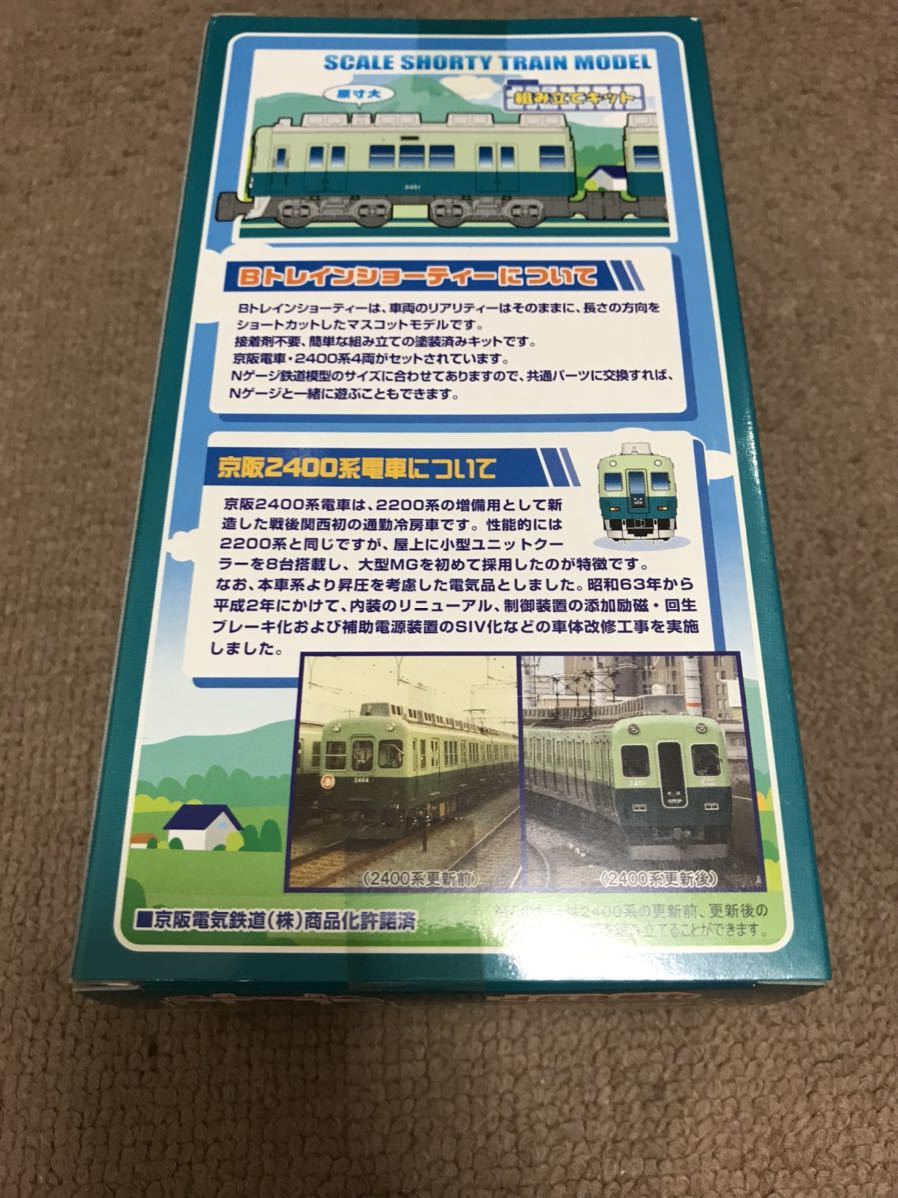 SCALE SHORTY TRAIN MODEL
原寸大
組み立てキット
2451
Bトレインショーティーについて
Bトレインショーティーは、車両のリアリティーはそのままに、長さの方向を
ショートカットしたマスコットモデルです。
接着剤不要、簡単な組み立ての塗装済みキットです。
京阪電車・2400系4両がセットされています。
Nゲージ鉄道模型のサイズに合わせてありますので、共通パーツに交換すれば、
Nゲージと一緒に遊ぶこともできます。
京阪2400系電車について
京阪2400系電車は、2200系の増備用として新
造した戦後関西初の通勤冷房車です。性能的には
2200系と同じですが、屋上に小型ユニットクー
ラーを8台搭載し、大型MGを初めて採用したのが特徴です。
なお、本車系より昇圧を考慮した電気品としました。昭和63年から
平成2年にかけて、内装のリニューアル、制御装置の添加励磁・回生
ブレーキ化および補助電源装置のSIV化などの車体改修工事を実施
しました。
2464
(2400系更新前)
(2400系更新後)
■京阪電気鉄道(株)商品化許諾済
は2400系の更新前、更新後の
組み立てることができます。